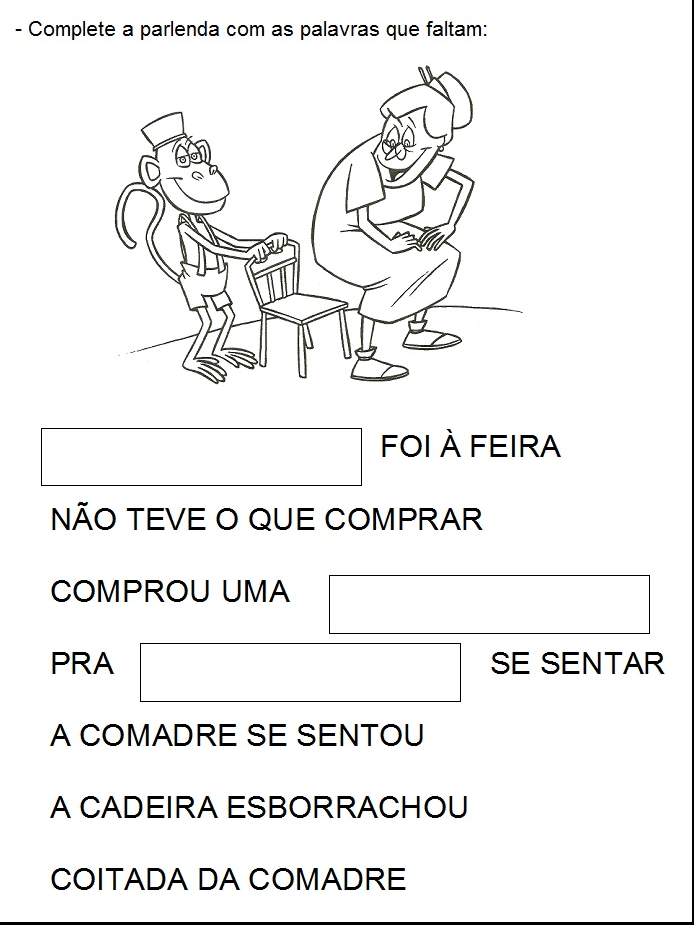 - Complete a parlenda com as palavras que faltam:
FOI À FEIRA
NÃO TEVE O QUE COMPRAR
COMPROU UMA
PRA SE SENTAR
A COMADRE SE SENTOU
A CADEIRA ESBORRACHOU
COITADA DA COMADRE